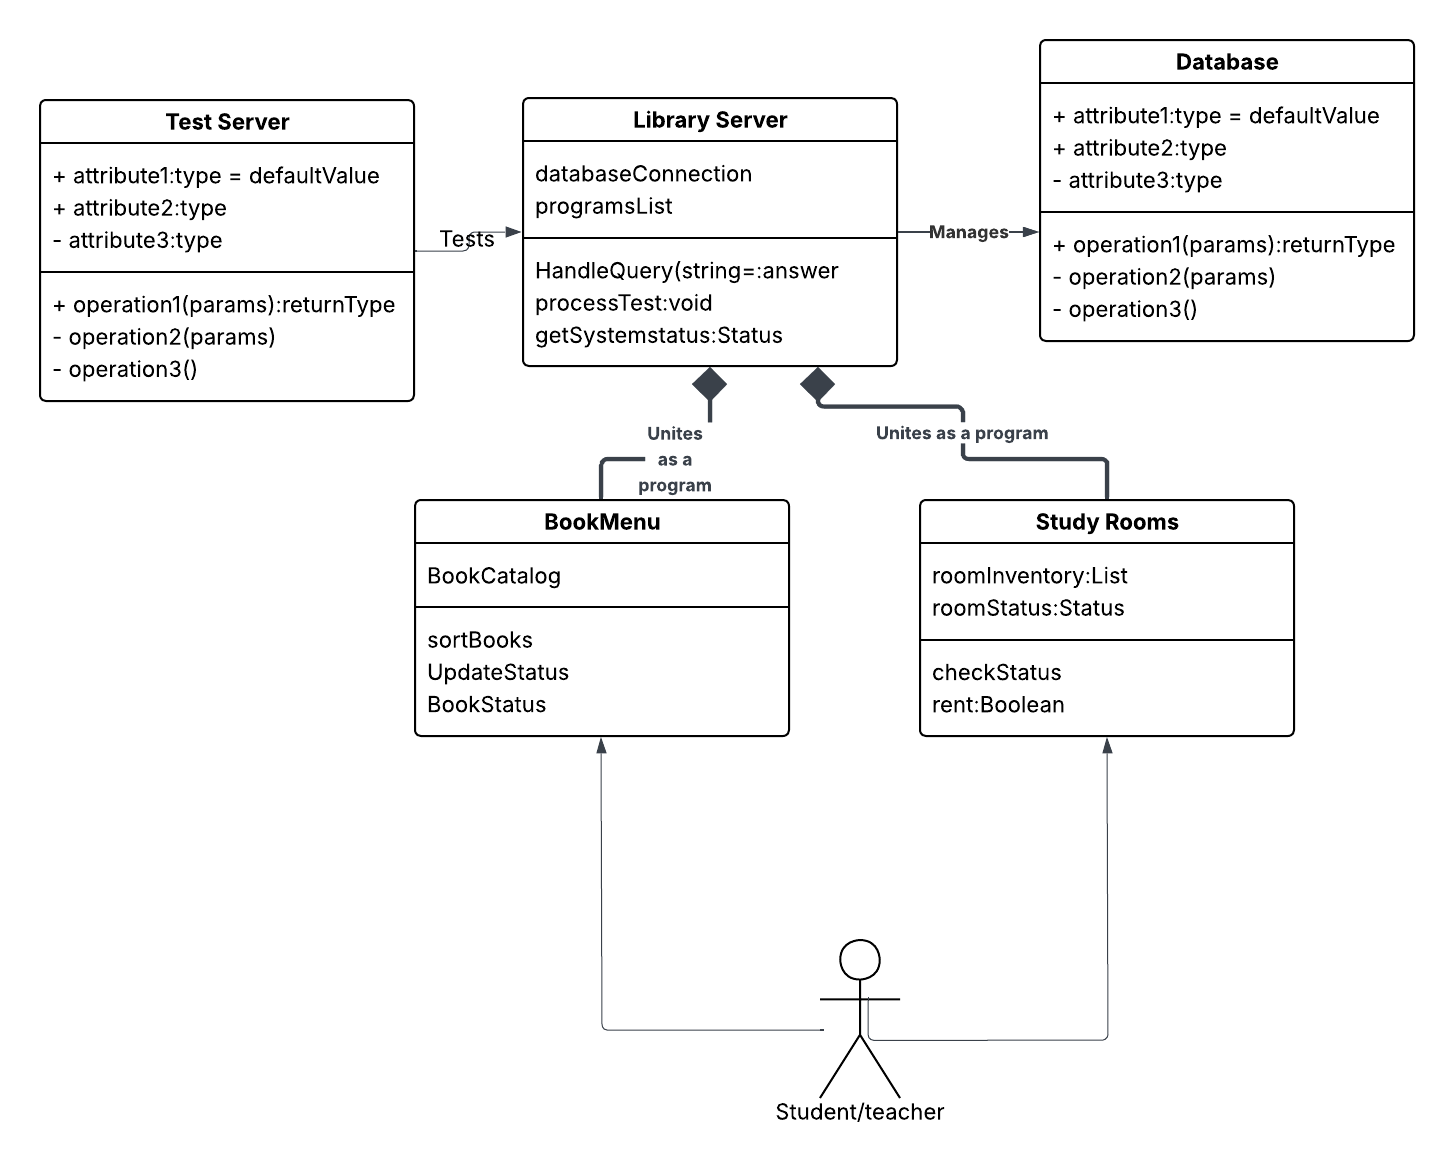 Test Server
+ attribute1:type = defaultValue
+ attribute2:type
- attribute3:type
+ operation1(params):returnType
- operation2(params)
- operation3()
Tests
Library Server
databaseConnection
programsList
HandleQuery(string=:answer
processTest:void
getSystemstatus:Status
Manages
Database
+ attribute1:type = defaultValue
+ attribute2:type
- attribute3:type
+ operation1(params):returnType
- operation2(params)
- operation3()
Unites
as a
program
Unites as a program
BookMenu
BookCatalog
sortBooks
UpdateStatus
BookStatus
Study Rooms
roomInventory:List
roomStatus:Status
checkStatus
rent:Boolean
Student/teacher